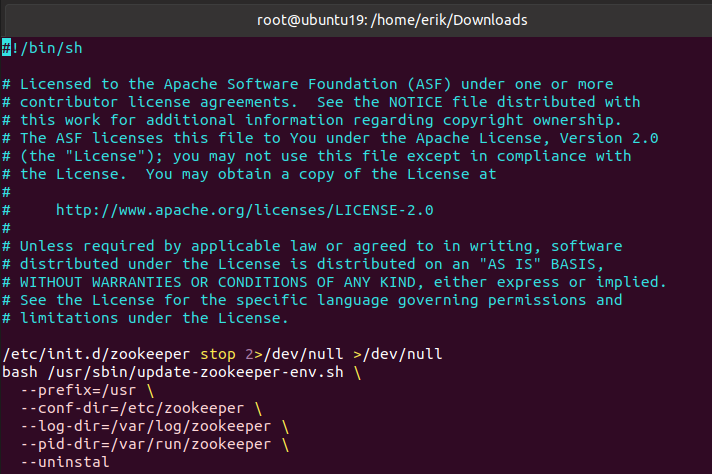 root@ubuntu19: /home/erik/Downloads
#!/bin/sh
# Licensed to the Apache Software Foundation (ASF) under one or more
# contributor license agreements.  See the NOTICE file distributed with
# this work for additional information regarding copyright ownership.
# The ASF licenses this file to You under the Apache License, Version 2.0
# (the "License"); you may not use this file except in compliance with
# the License.  You may obtain a copy of the License at
#
#     http://www.apache.org/licenses/LICENSE-2.0
#
# Unless required by applicable law or agreed to in writing, software
# distributed under the License is distributed on an "AS IS" BASIS,
# WITHOUT WARRANTIES OR CONDITIONS OF ANY KIND, either express or implied.
# See the License for the specific language governing permissions and
# limitations under the License.
/etc/init.d/zookeeper stop 2>/dev/null >/dev/null
bash /usr/sbin/update-zookeeper-env.sh \
  --prefix=/usr \
  --conf-dir=/etc/zookeeper \
  --log-dir=/var/log/zookeeper \
  --pid-dir=/var/run/zookeeper \
  --uninstal